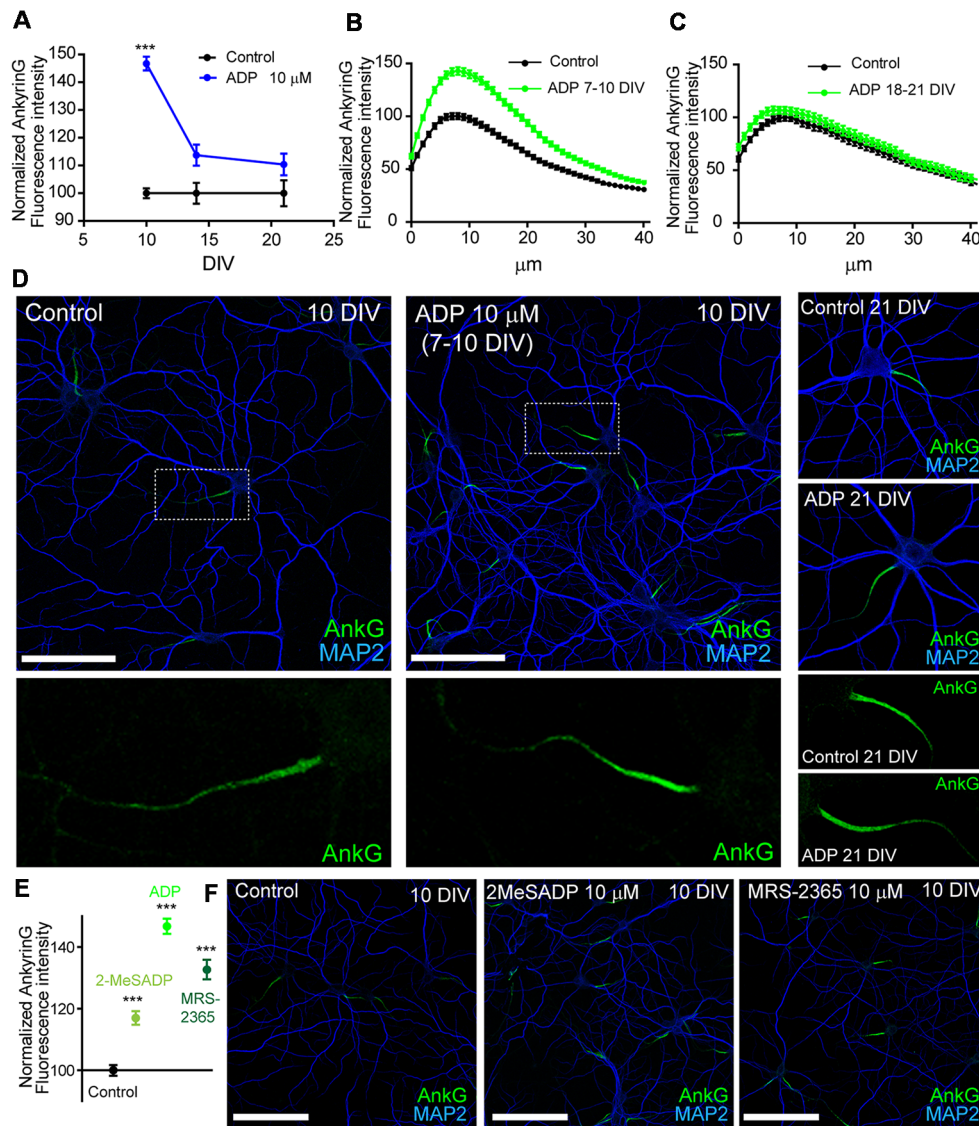 A
Normalized AnkyrinG
Fluorescence intensity
150
140
130
120
110
100
90
***
Control
ADP 10 μM
5
10
15
20
25
DIV
B
Normalized AnkyrinG
Fluorescence intensity
150
100
50
0
Control
ADP 7-10 DIV
0
10
20
30
40
μm
C
Normalized AnkyrinG
Fluorescence intensity
150
100
50
0
Control
ADP 18-21 DIV
0
10
20
30
40
μm
D
Control
10 DIV
AnkG
MAP2
AnkG
ADP 10 μM
(7-10 DIV)
10 DIV
AnkG
MAP2
AnkG
Control 21 DIV
AnkG
MAP2
ADP 21 DIV
AnkG
MAP2
AnkG
Control 21 DIV
AnkG
ADP 21 DIV
E
Normalized AnkyrinG
Fluorescence intensity
140
120
100
ADP
***
***
2-MeSADP
***
MRS-
2365
Control
F
Control
10 DIV
AnkG
MAP2
2MeSADP 10 μM
10 DIV
AnkG
MAP2
MRS-2365 10 μM
10 DIV
AnkG
MAP2